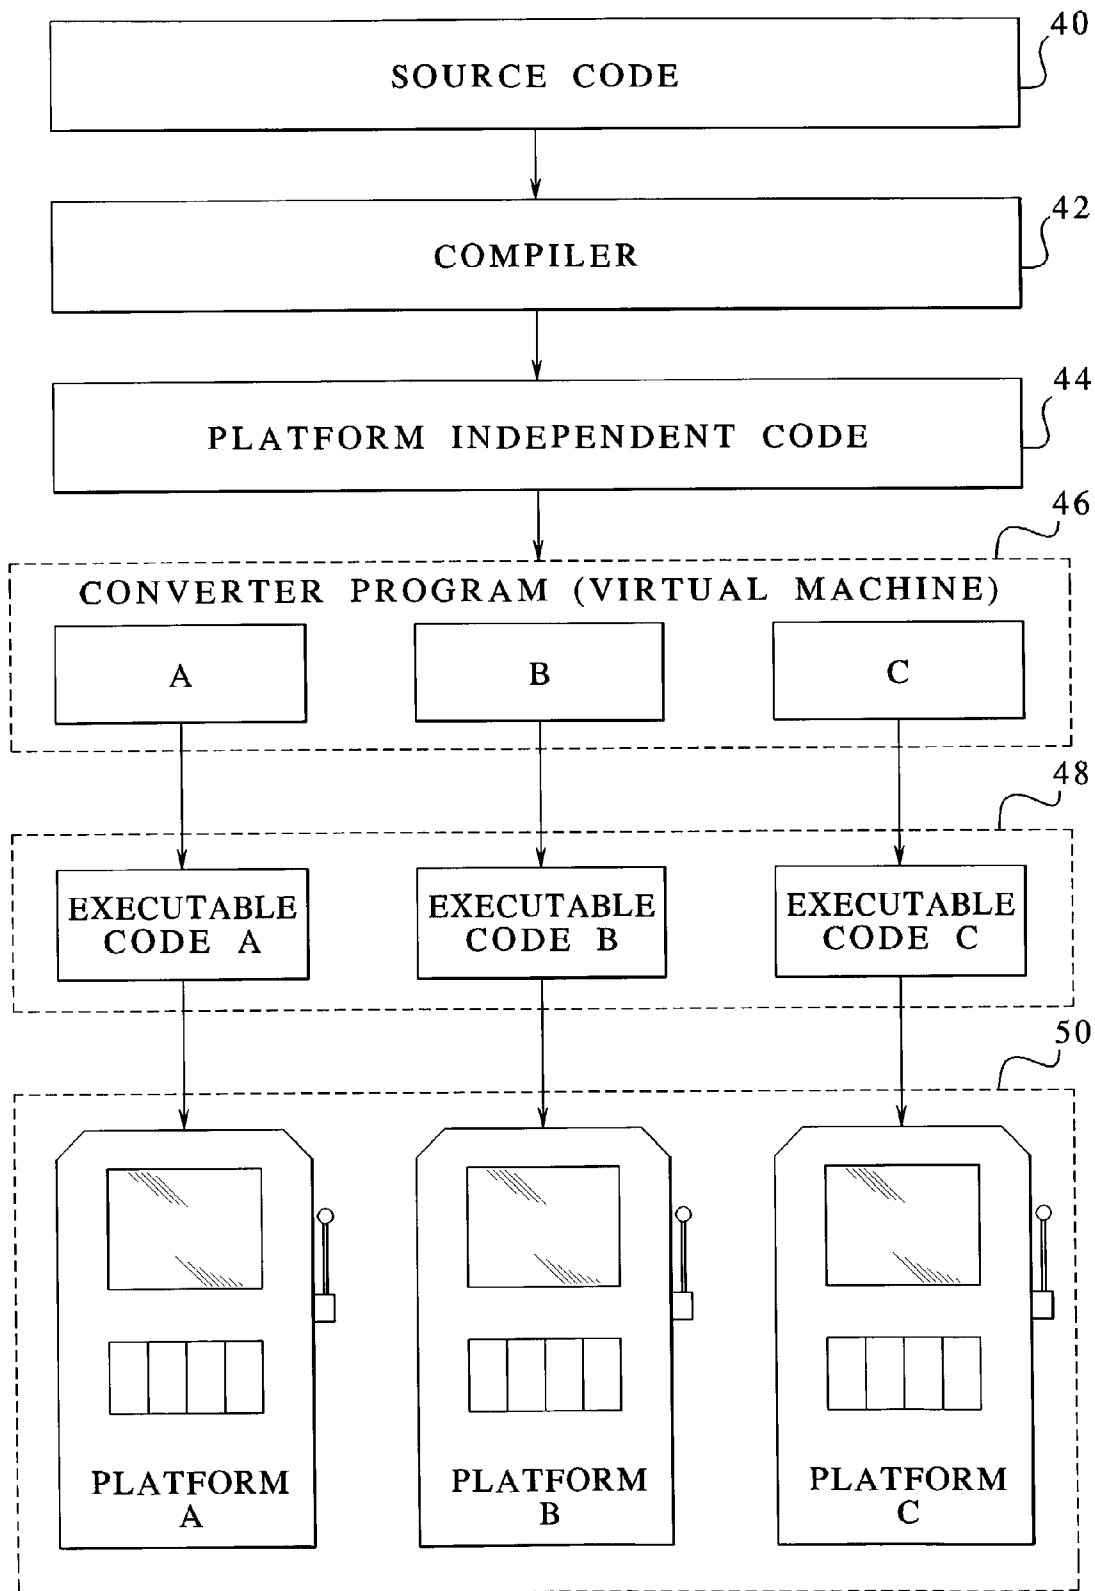 40
SOURCE CODE
42
COMPILER
44
PLATFORM INDEPENDENT CODE
46
CONVERTER PROGRAM (VIRTUAL MACHINE)
A
B
C
48
EXECUTABLE
CODE A
EXECUTABLE
CODE B
EXECUTABLE
CODE C
50
PLATFORM
A
PLATFORM
B
PLATFORM
C